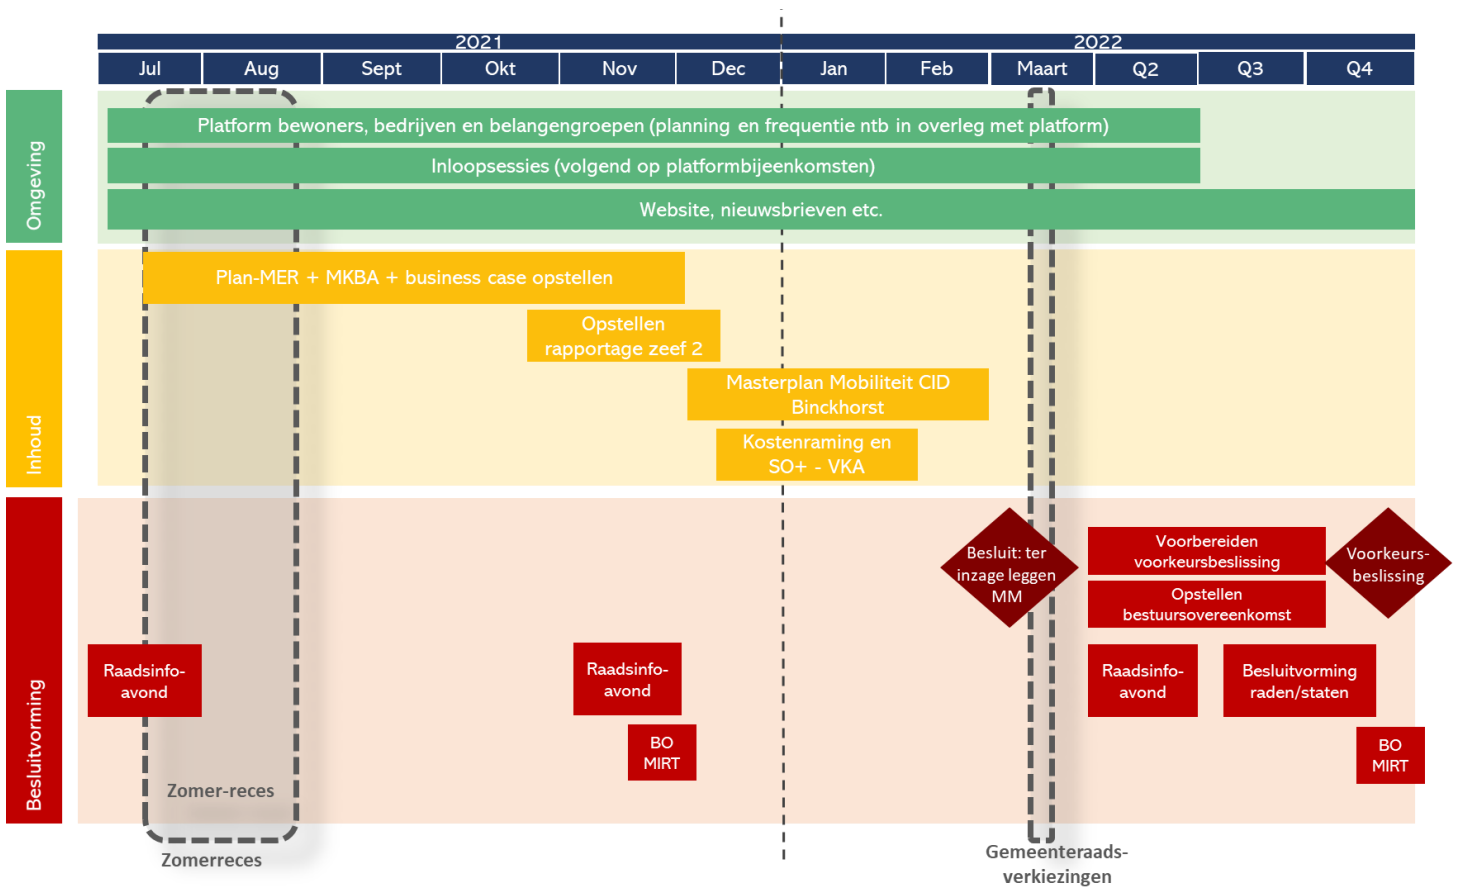 2021
2022
Jul
Aug
Sept
Okt
Nov
Dec
Jan
Feb
Maart
Q2
Q3
Q4
Omgeving
Platform bewoners, bedrijven en belangengroepen (planning en frequentie ntb in overleg met platform)
Inloopsessies (volgend op platformbijeenkomsten)
Website, nieuwsbrieven etc.
Inhoud
Plan-MER + MKBA + business case opstellen
Opstellen
rapportage zeef 2
Masterplan Mobiliteit CID
Binckhorst
Kostenraming en
SO+ - VKA
Besluitvorming
Besluit: ter
inzage leggen
MM
Voorbereiden
voorkeursbeslissing
Opstellen
bestuursovereenkomst
Voorkeurs-
beslissing
Raadsinfo-
avond
Raadsinfo-
avond
Raadsinfo-
avond
Besluitvorming
raden/staten
BO
MIRT
BO
MIRT
Zomer-reces
Zomerreces
Gemeenteraads-
verkiezingen